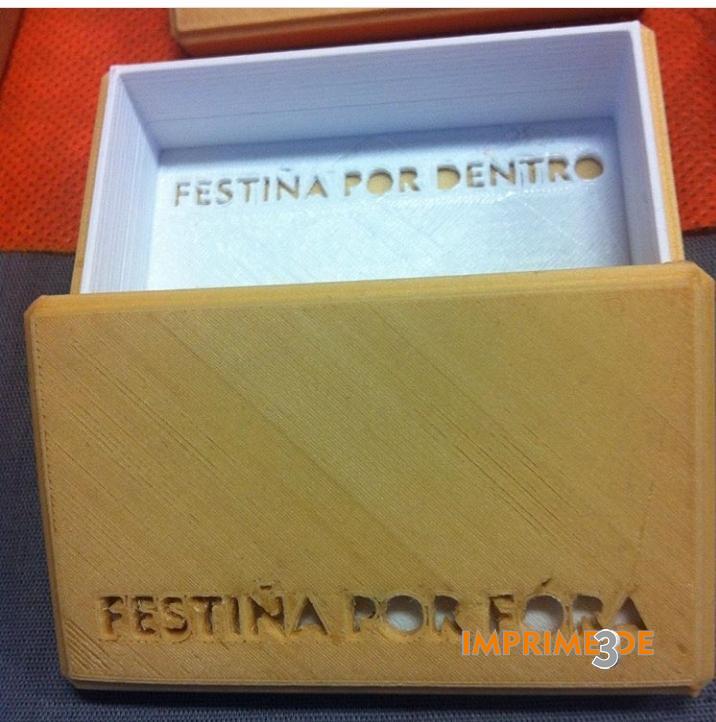 FESTIÑA POR DENTRO
FESTIÑA POR FÓRA
IMPRIME3DE